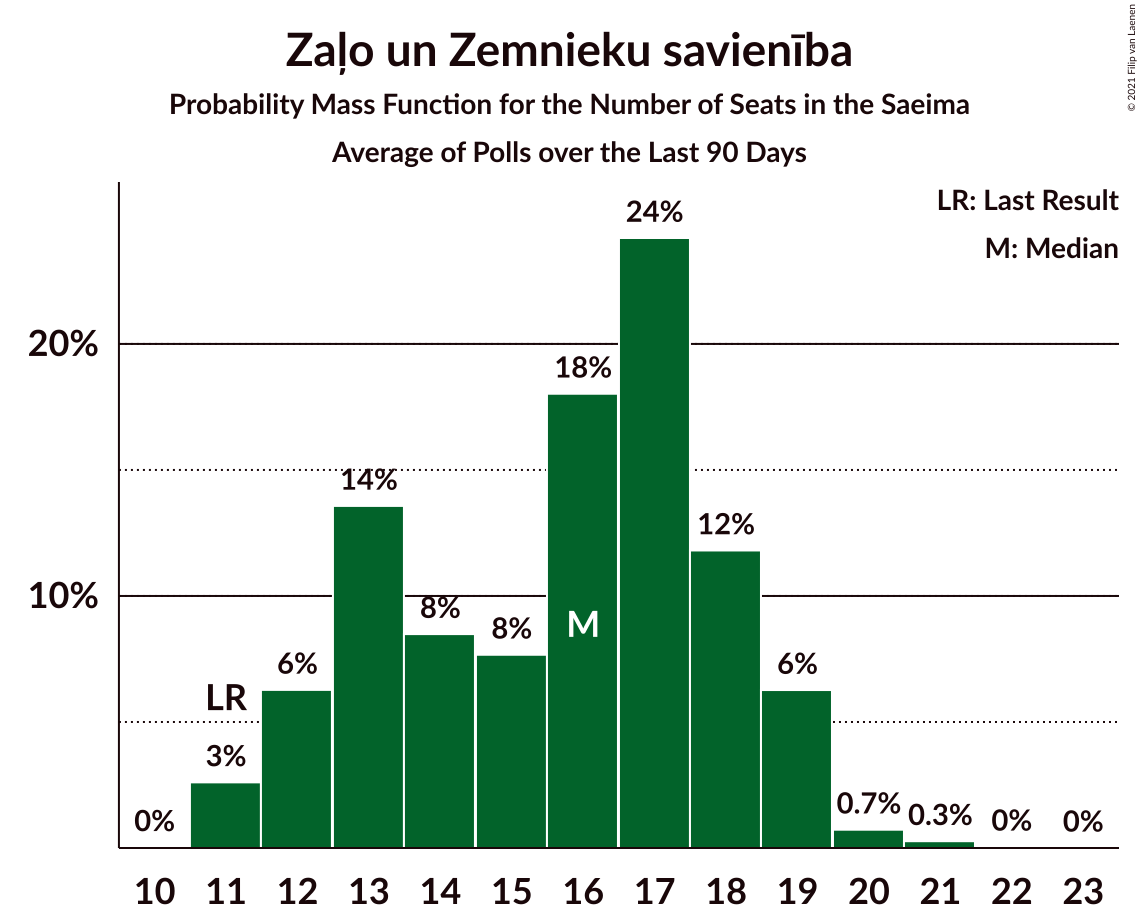 Zaļo un Zemnieku savienība
Probability Mass Function for the Number of Seats in the Saeima
Average of Polls over the Last 90 Days
© 2021 Filip van Laenen
LR: Last Result
M: Median
24%
20%
18%
14%
12%
10%
8%
8%
M
6%
6%
LR
3%
0%
0.7%
0.3%
0%
0%
10 11 12 13 14 15 16 17 18 19 20 21 22 23